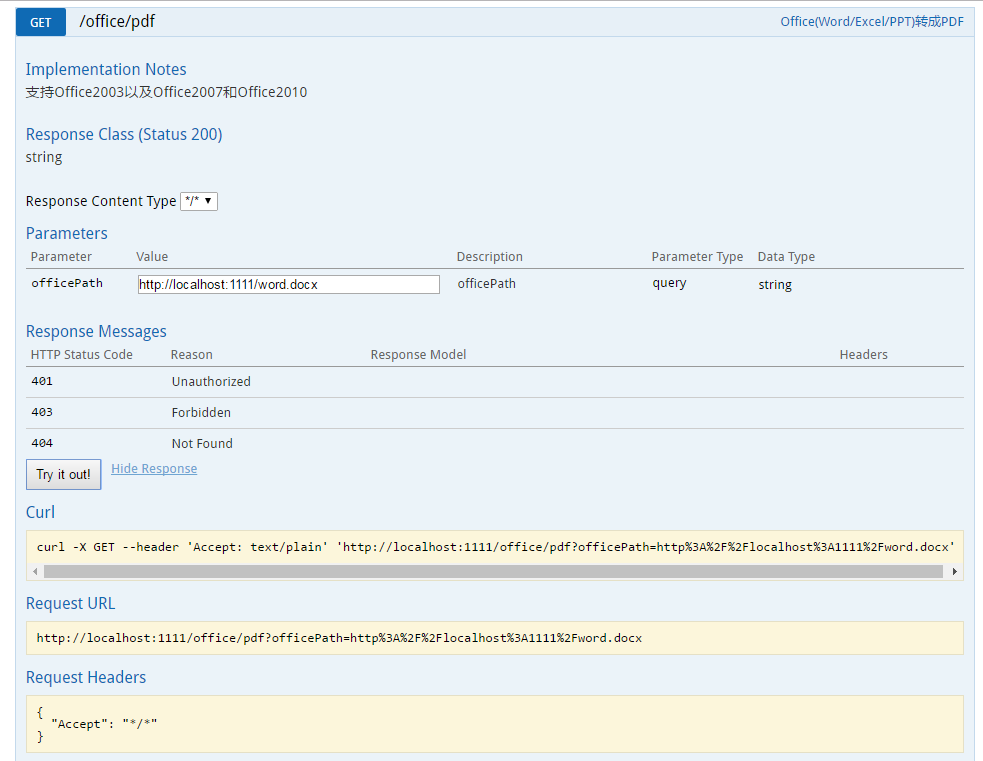 GET /office/pdf Office(Word/Excel/PPT)转成PDF
Implementation Notes
支持Office2003以及Office2007和Office2010
Response Class (Status 200)
string
Response Content Type */*
Parameters
Parameter Value Description Parameter Type Data Type
officePath http://localhost:1111/word.docx officePath query string
Response Messages
HTTP Status Code Reason Response Model Headers
401 Unauthorized
403 Forbidden
404 Not Found
Try it out! Hide Response
Curl
curl -X GET --header 'Accept: text/plain' 'http://localhost:1111/office/pdf?officePath=http%3A%2F%2Flocalhost%3A1111%2Fword.docx'
Request URL
http://localhost:1111/office/pdf?officePath=http%3A%2F%2Flocalhost%3A1111%2Fword.docx
Request Headers
{
"Accept": "*/*"
}